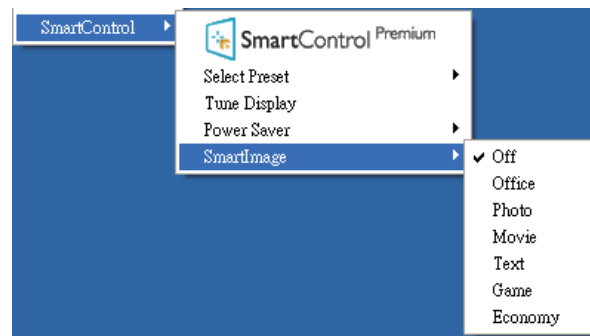 SmartControl
SmartControl Premium
Select Preset
Tune Display
Power Saver
SmartImage
Off
Office
Photo
Movie
Text
Game
Economy